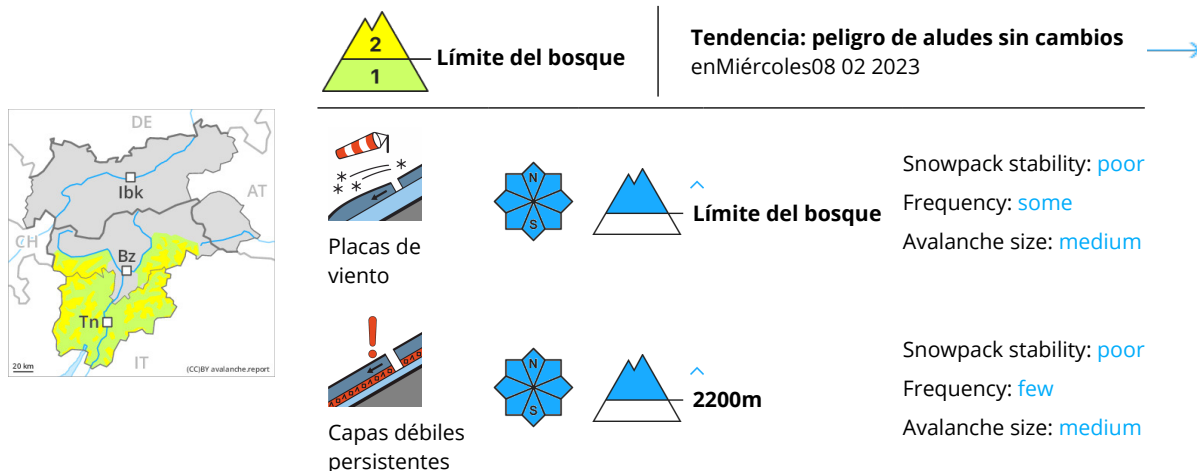 2
1
Límite del bosque
Tendencia: peligro de aludes sin cambios
enMiércoles08 02 2023
DE
Ibk
AT
CH
Bz
Tn
IT
20 km
(CC)BY avalanche.report
Placas de
viento
N
S
Límite del bosque
Snowpack stability: poor
Frequency: some
Avalanche size: medium
Capas débiles
persistentes
N
S
2200m
Snowpack stability: poor
Frequency: few
Avalanche size: medium